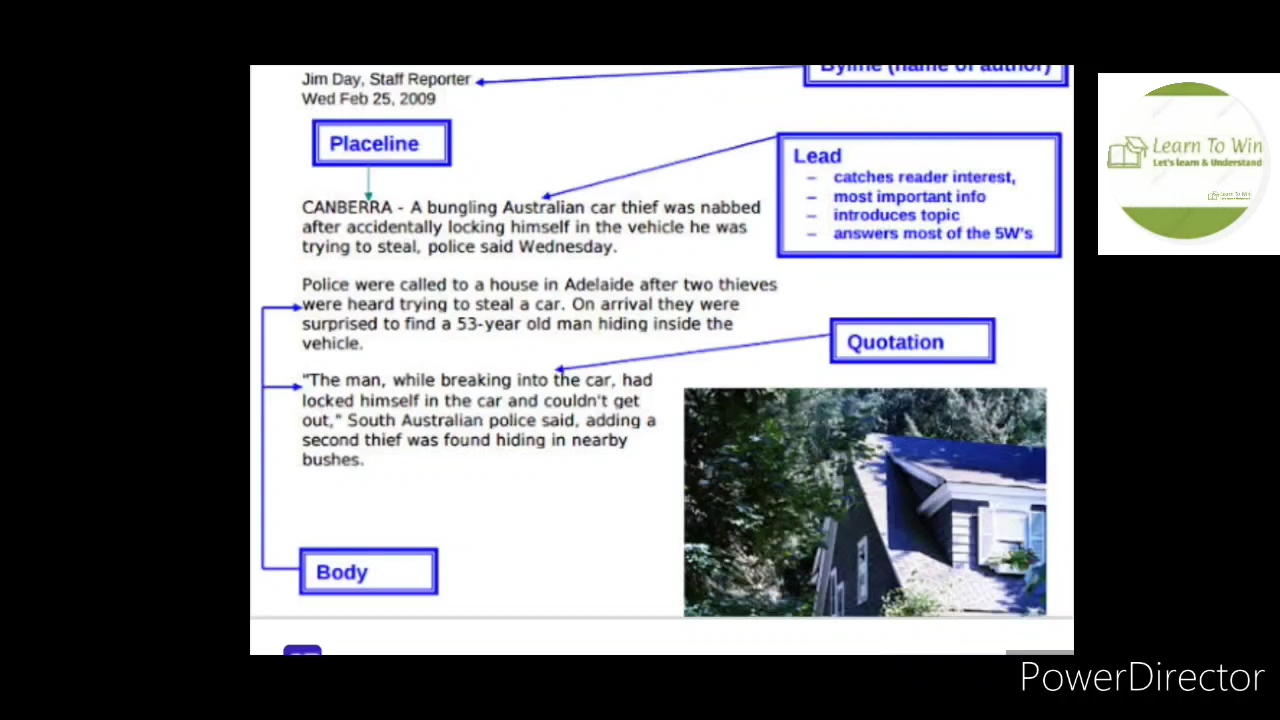 Jim Day, Staff Reporter
Wed Feb 25, 2009
Byline (name of author)
Placeline
Lead
– catches reader interest,
– most important info
– introduces topic
– answers most of the 5W's
CANBERRA - A bungling Australian car thief was nabbed
after accidentally locking himself in the vehicle he was
trying to steal, police said Wednesday.
Police were called to a house in Adelaide after two thieves
were heard trying to steal a car. On arrival they were
surprised to find a 53-year old man hiding inside the
vehicle.
Quotation
"The man, while breaking into the car, had
locked himself in the car and couldn't get
out," South Australian police said, adding a
second thief was found hiding in nearby
bushes.
Body
Learn To Win
Let's learn & Understand
Learn To Win
PowerDirector